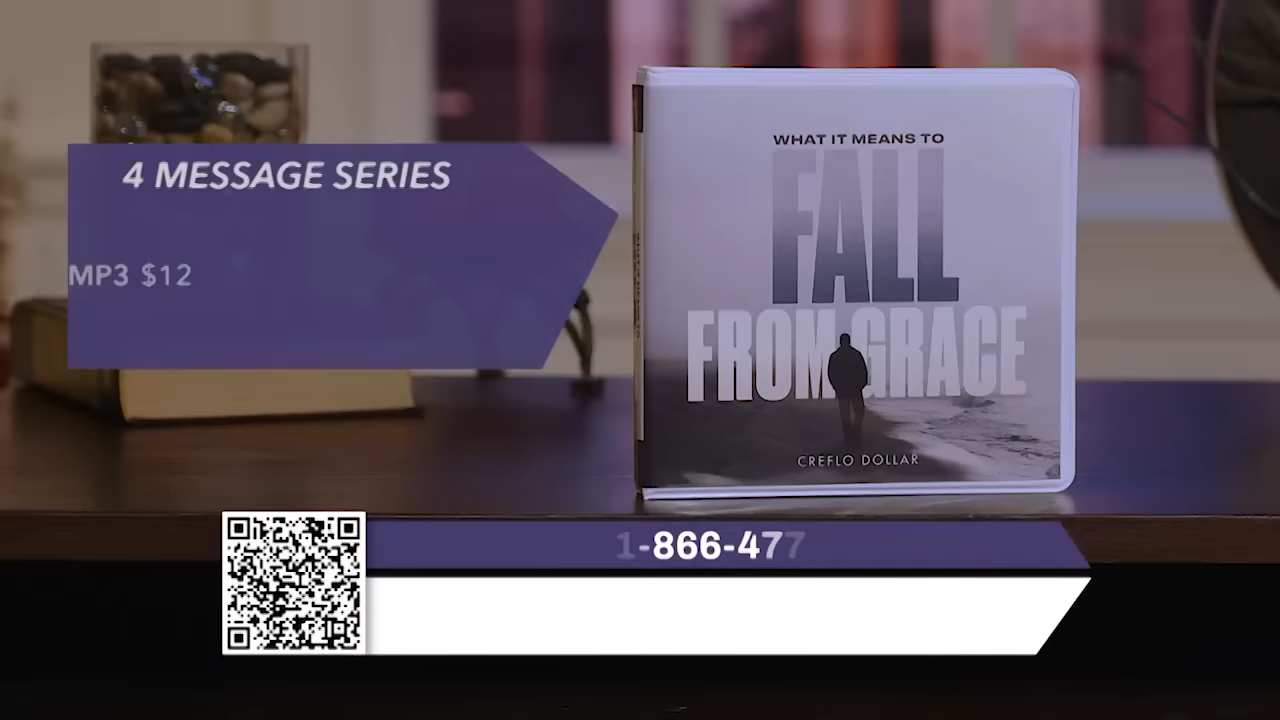 4 MESSAGE SERIES
MP3 $12
WHAT IT MEANS TO
FALL
FROM GRACE
CREFLO DOLLAR
1-866-477